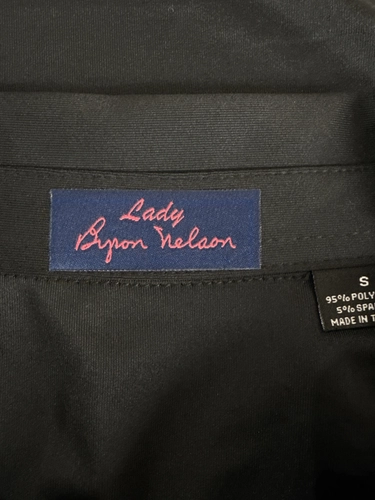 Lady
Byron Nelson
S
95% POLY
5% SPA
MADE IN T